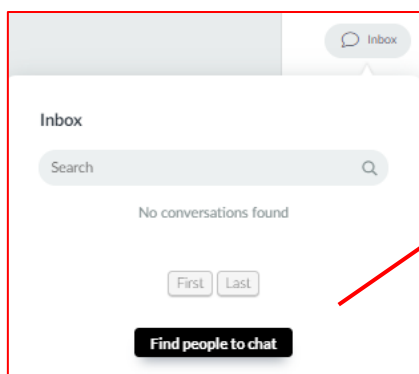 Inbox
Inbox
Search
No conversations found
First Last
Find people to chat